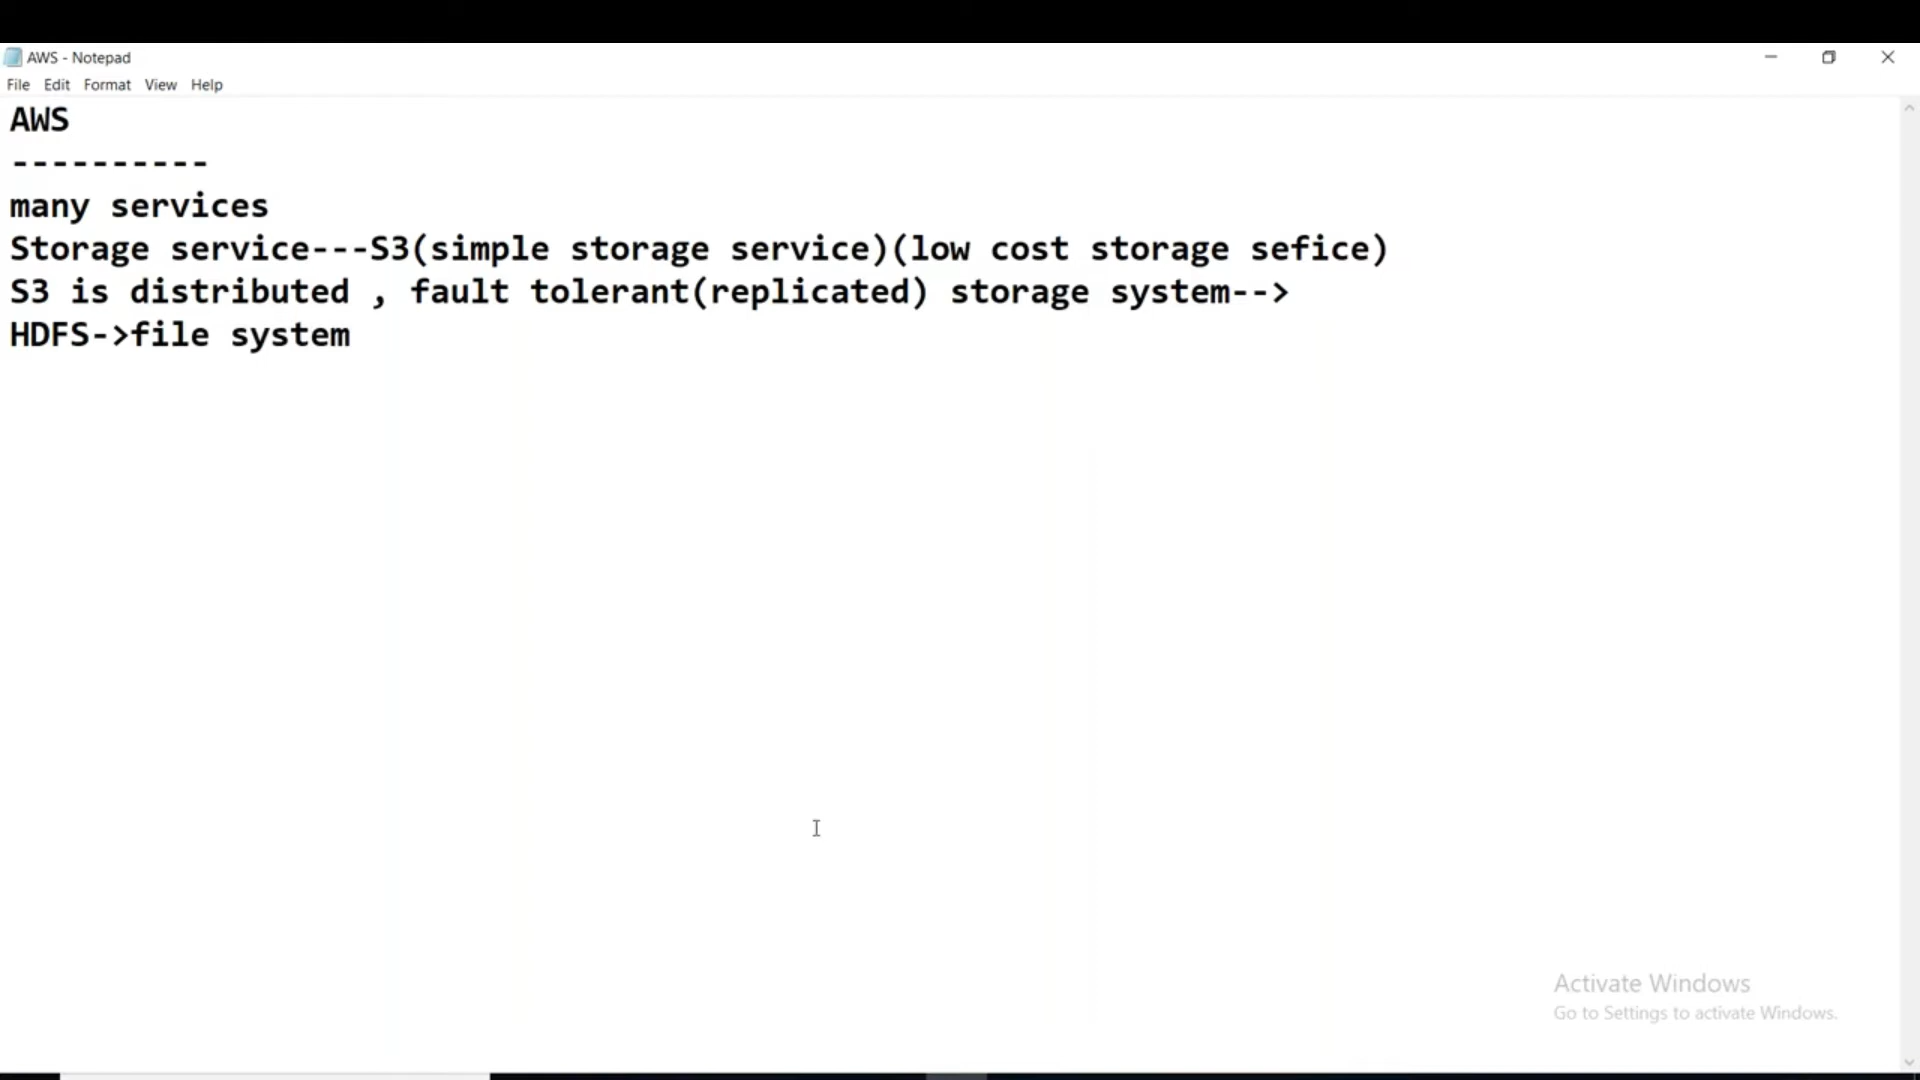 AWS - Notepad
File Edit Format View Help
AWS
----------
many services
Storage service---S3(simple storage service)(low cost storage sefice)
S3 is distributed , fault tolerant(replicated) storage system-->
HDFS->file system
Activate Windows
Go to Settings to activate Windows.